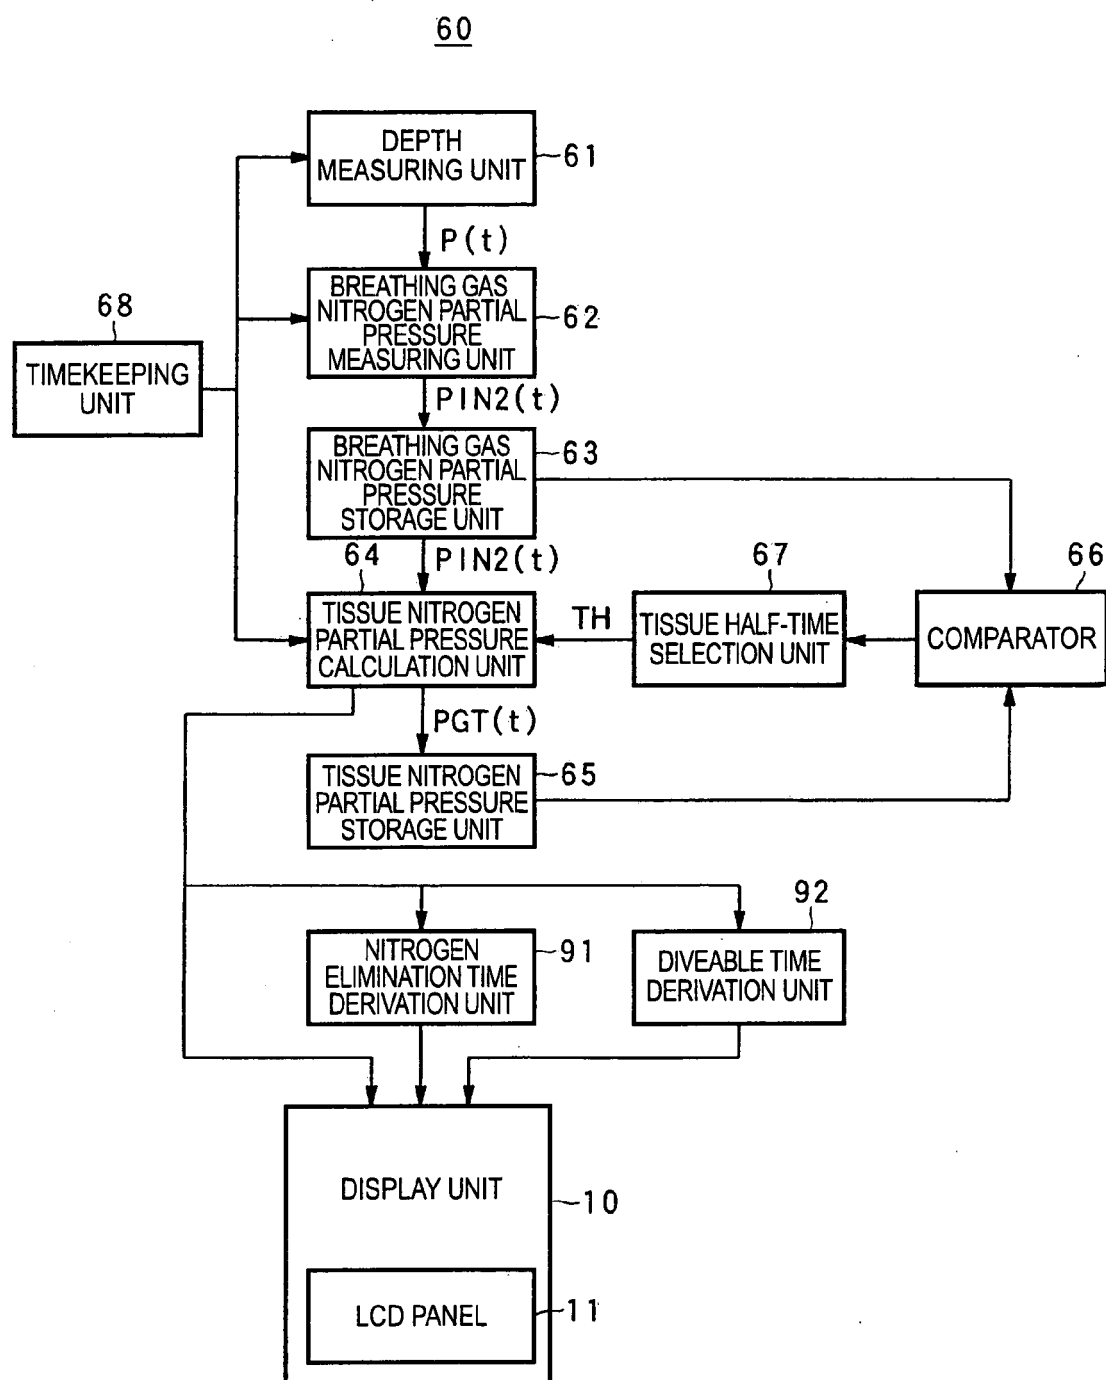 60
DEPTH
MEASURING UNIT
61
P(t)
BREATHING GAS
NITROGEN PARTIAL
PRESSURE
MEASURING UNIT
62
68
TIMEKEEPING
UNIT
PIN2(t)
BREATHING GAS
NITROGEN PARTIAL
PRESSURE
STORAGE UNIT
63
64
PIN2(t)
TISSUE NITROGEN
PARTIAL PRESSURE
CALCULATION UNIT
TH
67
TISSUE HALF-TIME
SELECTION UNIT
66
COMPARATOR
PGT(t)
TISSUE NITROGEN
PARTIAL PRESSURE
STORAGE UNIT
65
NITROGEN
ELIMINATION TIME
DERIVATION UNIT
91
92
DIVEABLE TIME
DERIVATION UNIT
DISPLAY UNIT
10
LCD PANEL
11